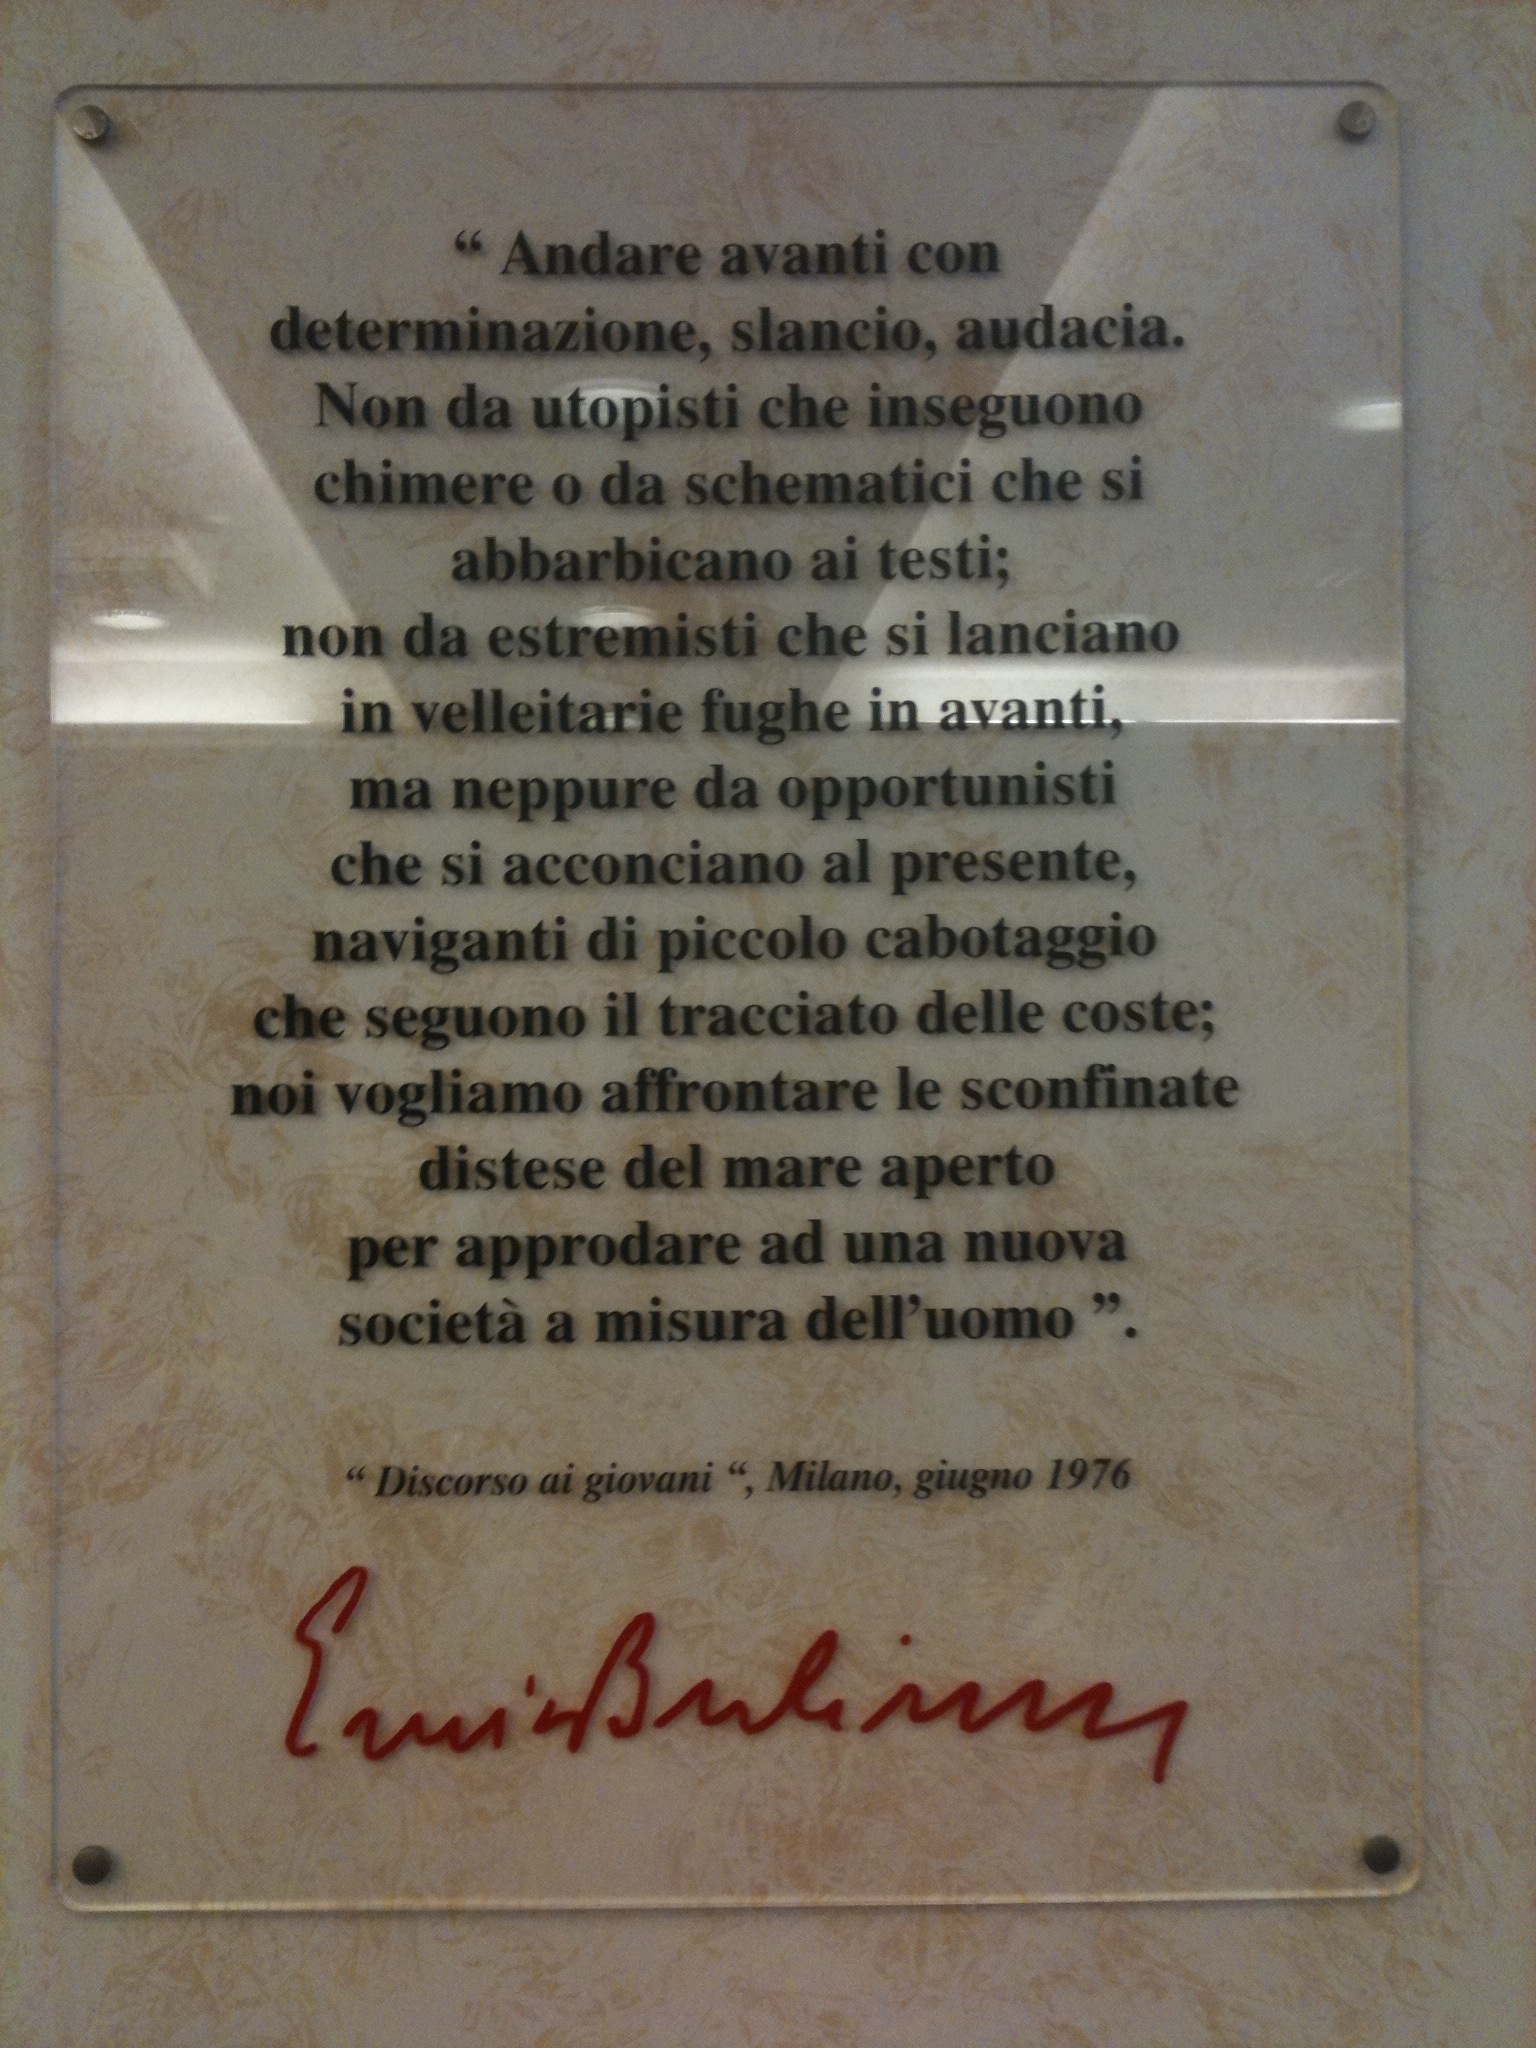 “ Andare avanti con
determinazione, slancio, audacia.
Non da utopisti che inseguono
chimere o da schematici che si
abbarbicano ai testi;
non da estremisti che si lanciano
in velleitarie fughe in avanti,
ma neppure da opportunisti
che si acconciano al presente,
naviganti di piccolo cabotaggio
che seguono il tracciato delle coste;
noi vogliamo affrontare le sconfinate
distese del mare aperto
per approdare ad una nuova
società a misura dell’uomo ”.
“ Discorso ai giovani “, Milano, giugno 1976
Enrico Berlinguer